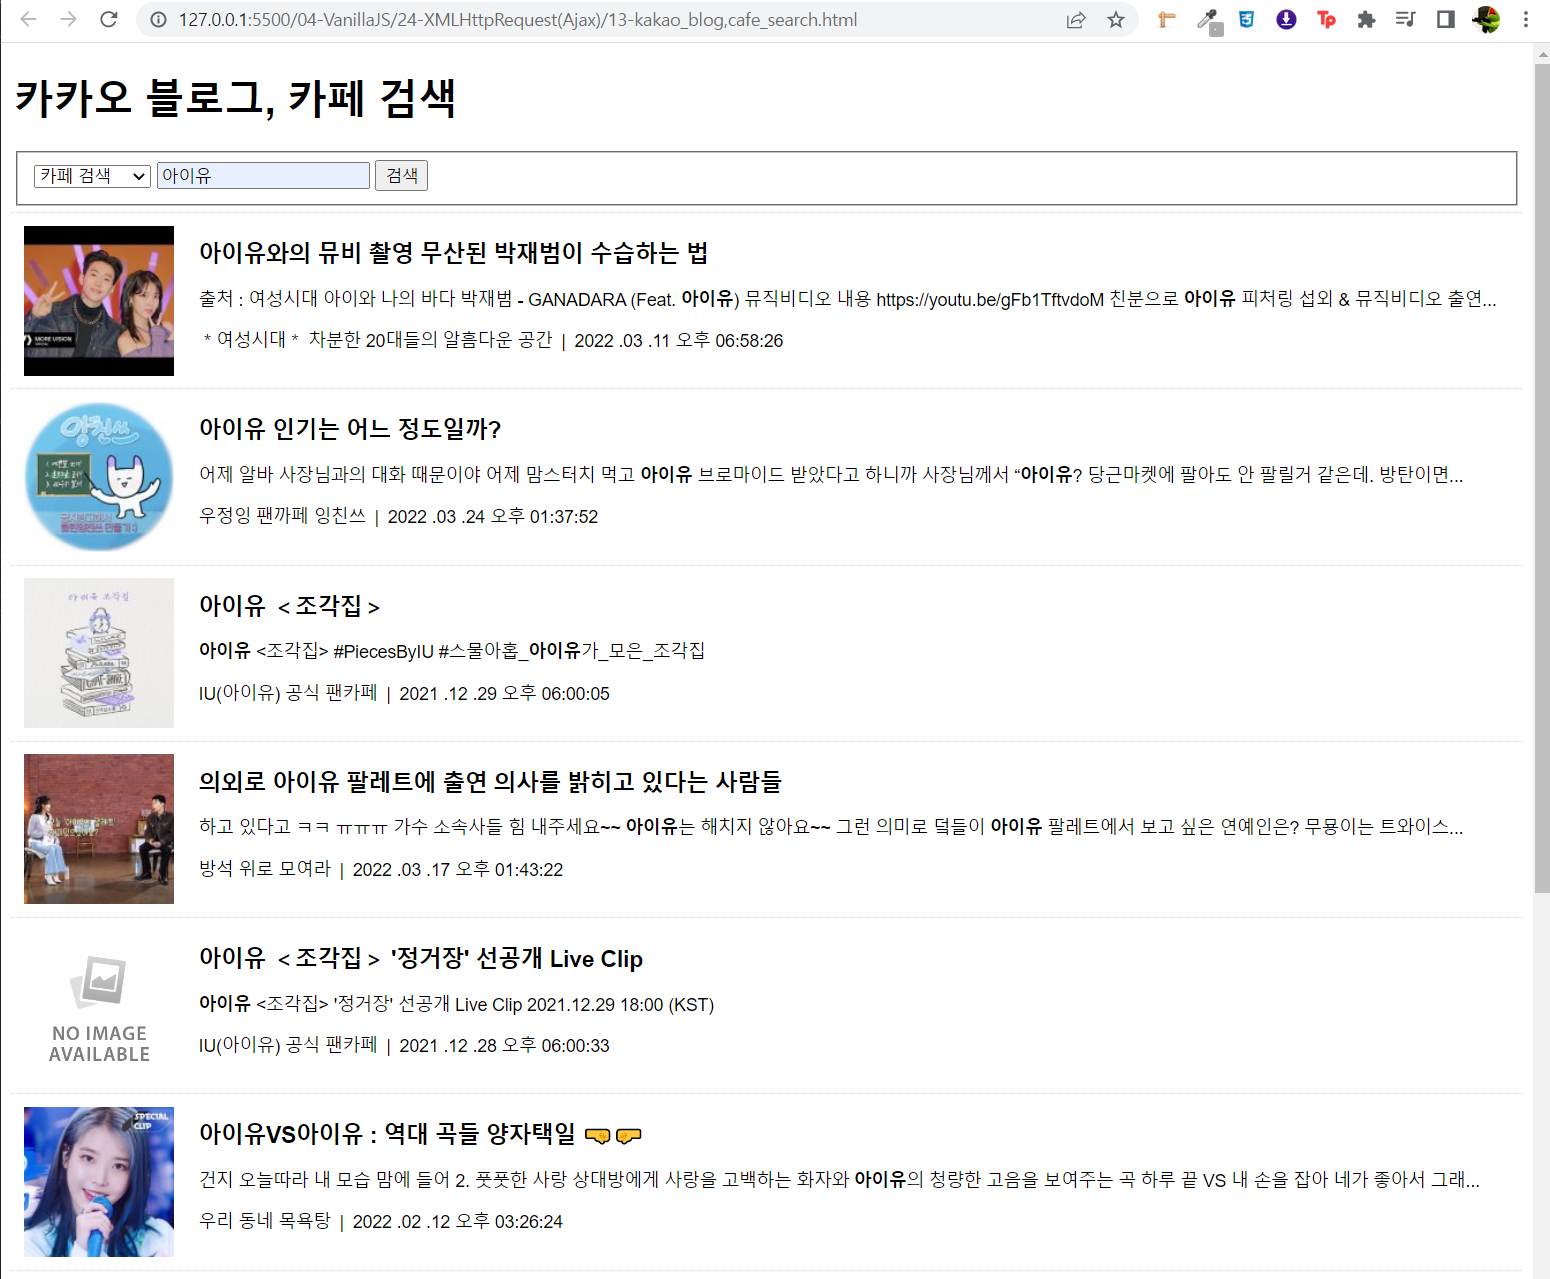 127.0.0.1:5500/04-VanillaJS/24-XMLHttpRequest(Ajax)/13-kakao_blog,cafe_search.html
카카오 블로그, 카페 검색
카페 검색 아이유 검색
아이유와의 뮤비 촬영 무산된 박재범이 수습하는 법
출처 : 여성시대 아이와 나의 바다 박재범 - GANADARA (Feat. 아이유) 뮤직비디오 내용 https://youtu.be/gFb1TftvdoM 친분으로 아이유 피처링 섭외 & 뮤직비디오 출연...
MORE VISION
* 여성시대 * 차분한 20대들의 알흠다운 공간 | 2022 .03 .11 오후 06:58:26
잉친쓰
아이유 인기는 어느 정도일까?
어제 알바 사장님과의 대화 때문이야 어제 맘스터치 먹고 아이유 브로마이드 받았다고 하니까 사장님께서 “아이유? 당근마켓에 팔아도 안 팔릴거 같은데. 방탄이면...
우정잉 팬까페 잉친쓰 | 2022 .03 .24 오후 01:37:52
아이유 조각집
아이유 <조각집>
아이유 <조각집> #PiecesByIU #스물아홉_아이유가_모은_조각집
IU(아이유) 공식 팬카페 | 2021 .12 .29 오후 06:00:05
의외로 아이유 팔레트에 출연 의사를 밝히고 있다는 사람들
하고 있다고 ㅋㅋ ㅠㅠㅠ 가수 소속사들 힘 내주세요~~ 아이유는 해치지 않아요~~ 그런 의미로 덬들이 아이유 팔레트에서 보고 싶은 연예인은? 무묭이는 트와이스...
방석 위로 모여라 | 2022 .03 .17 오후 01:43:22
아이유 <조각집> '정거장' 선공개 Live Clip
아이유 <조각집> '정거장' 선공개 Live Clip 2021.12.29 18:00 (KST)
NO IMAGE
AVAILABLE
IU(아이유) 공식 팬카페 | 2021 .12 .28 오후 06:00:33
SPECIAL
CLIP
아이유VS아이유 : 역대 곡들 양자택일 🤜🤛
건지 오늘따라 내 모습 맘에 들어 2. 풋풋한 사랑 상대방에게 사랑을 고백하는 화자와 아이유의 청량한 고음을 보여주는 곡 하루 끝 VS 내 손을 잡아 네가 좋아서 그래...
우리 동네 목욕탕 | 2022 .02 .12 오후 03:26:24